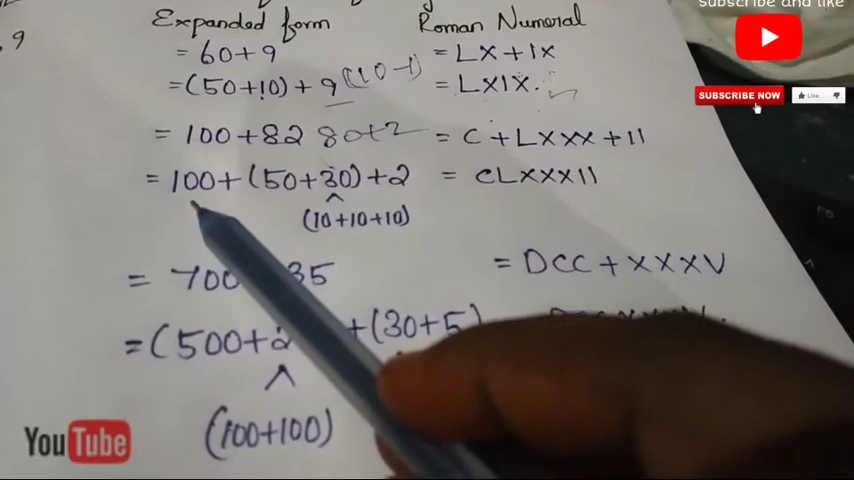 Subscribe and like
Expanded form Roman Numeral
9
= 60+9 = LX+IX
=(50+10)+9 (10-1) = LXIX.
SUBSCRIBE NOW Like
= 100+82 80+2 = C+LXXX+II
= 100+(50+30)+2 = CLXXXII
(10+10+10)
= 700 35 = DCC+XXXV
=(500+2 +(30+5)
(100+100)
YouTube